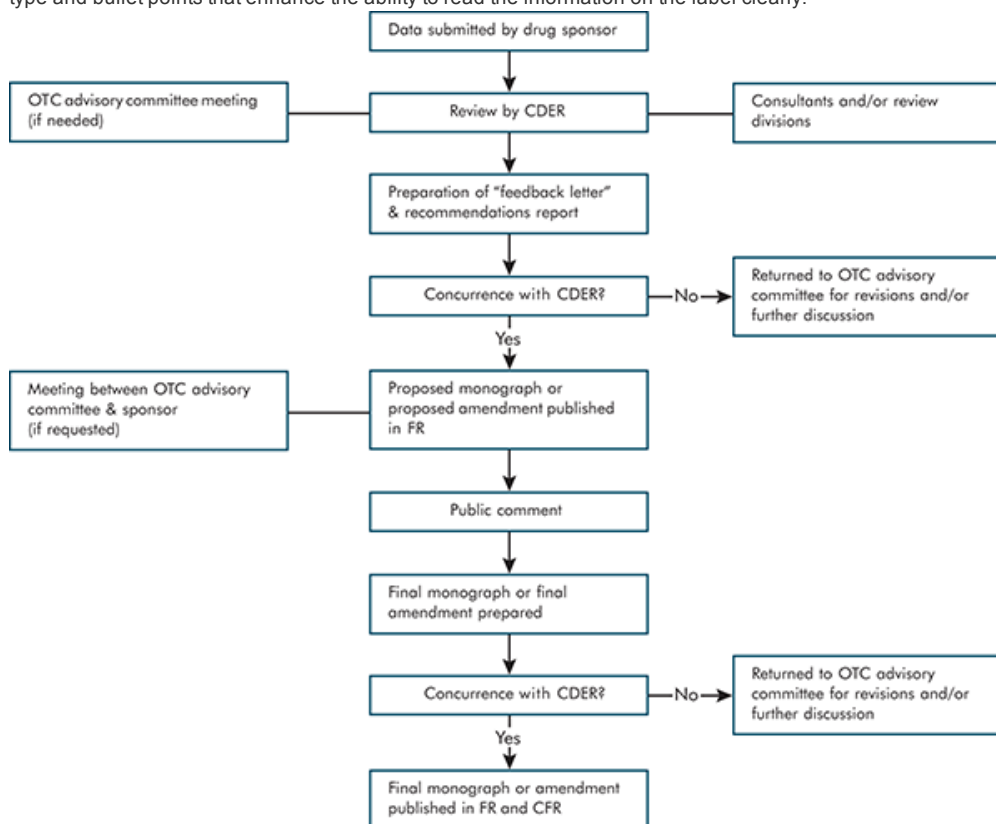 type and bullet points that enhance the ability to read the information on the label clearly.
Data submitted by drug sponsor
OTC advisory committee meeting
(if needed)
Review by CDER
Consultants and/or review
divisions
Preparation of “feedback letter”
& recommendations report
Concurrence with CDER?
No
Returned to OTC advisory
committee for revisions and/or
further discussion
Yes
Meeting between OTC advisory
committee & sponsor
(if requested)
Proposed monograph or
proposed amendment published
in FR
Public comment
Final monograph or final
amendment prepared
Concurrence with CDER?
No
Returned to OTC advisory
committee for revisions and/or
further discussion
Yes
Final monograph or amendment
published in FR and CFR